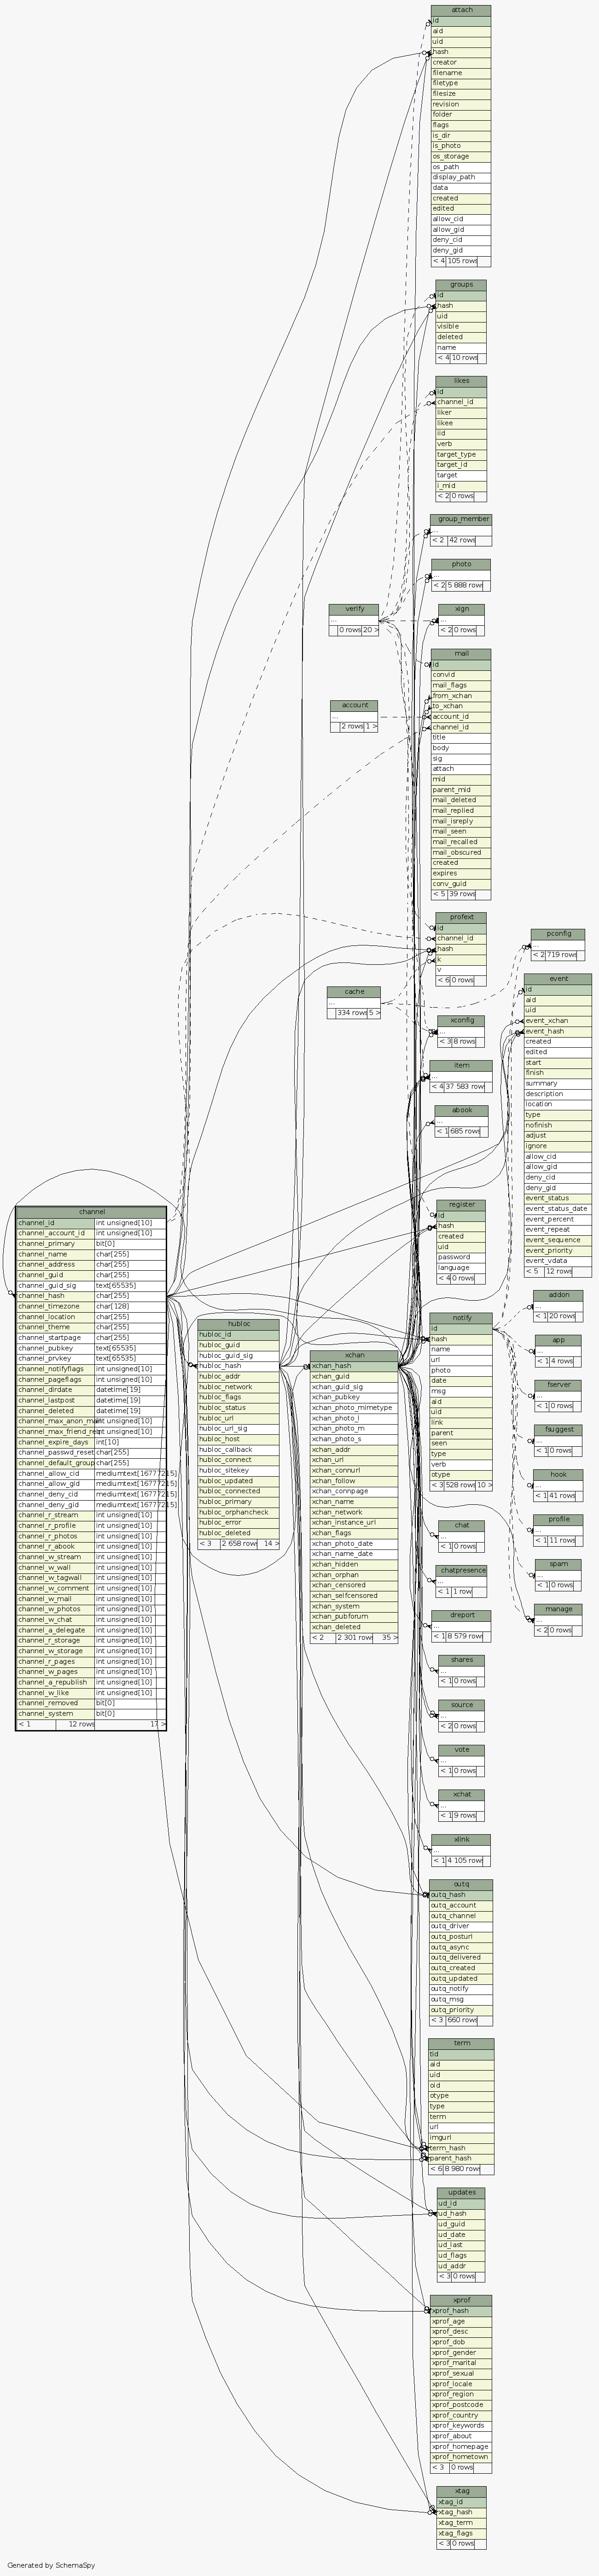 attach
id
aid
uid
hash
creator
filename
filetype
filesize
revision
folder
flags
is_dir
is_photo
os_storage
os_path
display_path
data
created
edited
allow_cid
allow_gid
deny_cid
deny_gid
< 4 105 rows
groups
id
hash
uid
visible
deleted
name
< 4 10 rows
likes
id
channel_id
liker
likee
iid
verb
target_type
target_id
target
i_mid
< 2 0 rows
group_member
...
< 2 42 rows
photo
...
< 2 5 888 rows
verify
...
0 rows 20 >
xign
...
< 2 0 rows
mail
id
convid
mail_flags
from_xchan
to_xchan
account_id
channel_id
title
body
sig
attach
mid
parent_mid
mail_deleted
mail_replied
mail_isreply
mail_seen
mail_recalled
mail_obscured
created
expires
conv_guid
< 5 39 rows
account
...
2 rows 1 >
profext
id
channel_id
hash
k
v
< 6 0 rows
pconfig
...
< 2 719 rows
cache
...
334 rows 5 >
xconfig
...
< 3 8 rows
item
...
< 4 37 583 rows
abook
...
< 1 685 rows
event
id
aid
uid
event_xchan
event_hash
created
edited
start
finish
summary
description
location
type
nofinish
adjust
ignore
allow_cid
allow_gid
deny_cid
deny_gid
event_status
event_status_date
event_percent
event_repeat
event_sequence
event_priority
event_vdata
< 5 12 rows
register
id
hash
created
uid
password
language
< 4 0 rows
channel
channel_id int unsigned[10]
channel_account_id int unsigned[10]
channel_primary bit[0]
channel_name char[255]
channel_address char[255]
channel_guid char[255]
channel_guid_sig text[65535]
channel_hash char[255]
channel_timezone char[128]
channel_location char[255]
channel_theme char[255]
channel_startpage char[255]
channel_pubkey text[65535]
channel_prvkey text[65535]
channel_notifyflags int unsigned[10]
channel_pageflags int unsigned[10]
channel_dirdate datetime[19]
channel_lastpost datetime[19]
channel_deleted datetime[19]
channel_max_anon_mail int unsigned[10]
channel_max_friend_req int unsigned[10]
channel_expire_days int[10]
channel_passwd_reset char[255]
channel_default_group char[255]
channel_allow_cid mediumtext[16777215]
channel_allow_gid mediumtext[16777215]
channel_deny_cid mediumtext[16777215]
channel_deny_gid mediumtext[16777215]
channel_r_stream int unsigned[10]
channel_r_profile int unsigned[10]
channel_r_photos int unsigned[10]
channel_r_abook int unsigned[10]
channel_w_stream int unsigned[10]
channel_w_wall int unsigned[10]
channel_w_tagwall int unsigned[10]
channel_w_comment int unsigned[10]
channel_w_mail int unsigned[10]
channel_w_photos int unsigned[10]
channel_w_chat int unsigned[10]
channel_a_delegate int unsigned[10]
channel_r_storage int unsigned[10]
channel_w_storage int unsigned[10]
channel_r_pages int unsigned[10]
channel_w_pages int unsigned[10]
channel_a_republish int unsigned[10]
channel_w_like int unsigned[10]
channel_removed bit[0]
channel_system bit[0]
< 1 12 rows 17 >
hubloc
hubloc_id
hubloc_guid
hubloc_guid_sig
hubloc_hash
hubloc_addr
hubloc_network
hubloc_flags
hubloc_status
hubloc_url
hubloc_url_sig
hubloc_host
hubloc_callback
hubloc_connect
hubloc_sitekey
hubloc_updated
hubloc_connected
hubloc_primary
hubloc_orphancheck
hubloc_error
hubloc_deleted
< 3 2 658 rows 14 >
xchan
xchan_hash
xchan_guid
xchan_guid_sig
xchan_pubkey
xchan_photo_mimetype
xchan_photo_l
xchan_photo_m
xchan_photo_s
xchan_addr
xchan_url
xchan_connurl
xchan_follow
xchan_connpage
xchan_name
xchan_network
xchan_instance_url
xchan_flags
xchan_photo_date
xchan_name_date
xchan_hidden
xchan_orphan
xchan_censored
xchan_selfcensored
xchan_system
xchan_pubforum
xchan_deleted
< 2 2 301 rows 35 >
notify
id
hash
name
url
photo
date
msg
aid
uid
link
parent
seen
type
verb
otype
< 3 528 rows 10 >
addon
...
< 1 20 rows
app
...
< 1 4 rows
fserver
...
< 1 0 rows
fsuggest
...
< 1 0 rows
hook
...
< 1 41 rows
profile
...
< 1 11 rows
spam
...
< 1 0 rows
manage
...
< 2 0 rows
chat
...
< 1 0 rows
chatpresence
...
< 1 1 row
dreport
...
< 1 8 579 rows
shares
...
< 1 0 rows
source
...
< 2 0 rows
vote
...
< 1 0 rows
xchat
...
< 1 9 rows
xlink
...
< 1 4 105 rows
outq
outq_hash
outq_account
outq_channel
outq_driver
outq_posturl
outq_async
outq_delivered
outq_created
outq_updated
outq_notify
outq_msg
outq_priority
< 3 660 rows
term
tid
aid
uid
oid
otype
type
term
url
imgurl
term_hash
parent_hash
< 6 8 980 rows
updates
ud_id
ud_hash
ud_guid
ud_date
ud_last
ud_flags
ud_addr
< 3 0 rows
xprof
xprof_hash
xprof_age
xprof_desc
xprof_dob
xprof_gender
xprof_marital
xprof_sexual
xprof_locale
xprof_region
xprof_postcode
xprof_country
xprof_keywords
xprof_about
xprof_homepage
xprof_hometown
< 3 0 rows
xtag
xtag_id
xtag_hash
xtag_term
xtag_flags
< 3 0 rows
Generated by SchemaSpy